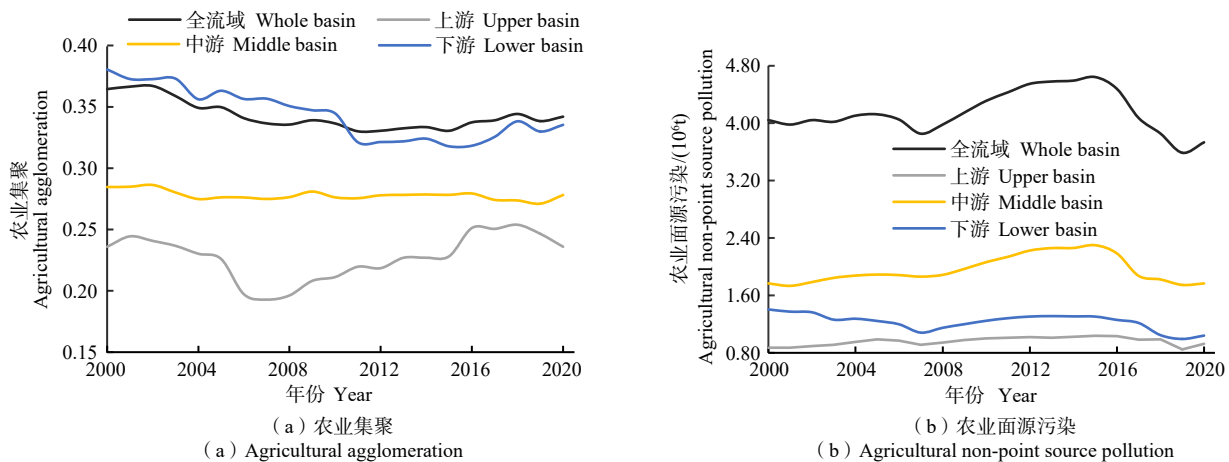 全流域 Whole basin
上游 Upper basin
中游 Middle basin
下游 Lower basin
0.40
0.35
0.30
0.25
0.20
0.15
农业集聚
Agricultural agglomeration
2000
2004
2008
2012
2016
2020
年份 Year
（a）农业集聚
（a）Agricultural agglomeration
4.80
4.00
3.20
2.40
1.60
0.80
农业面源污染/(10⁶t)
Agricultural non-point source pollution
全流域 Whole basin
上游 Upper basin
中游 Middle basin
下游 Lower basin
2000
2004
2008
2012
2016
2020
年份 Year
（b）农业面源污染
（b）Agricultural non-point source pollution